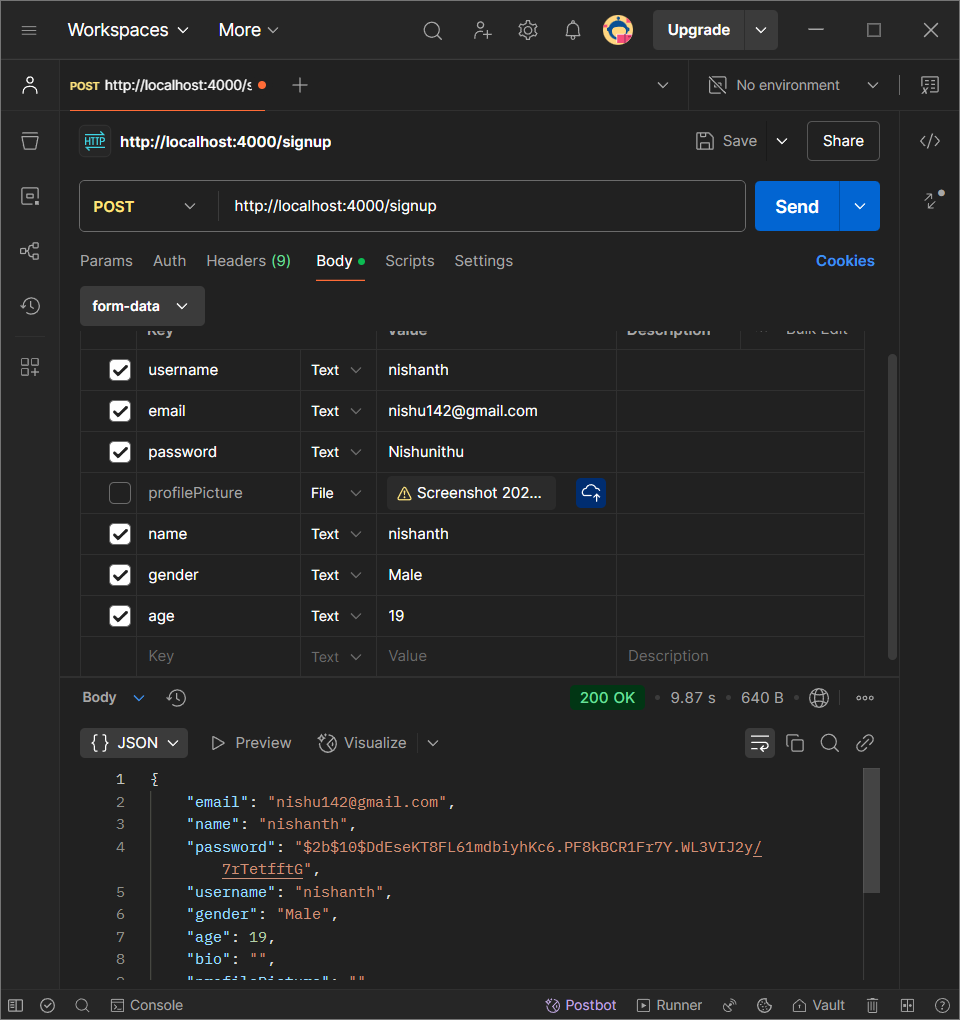 Workspaces More Upgrade
POST http://localhost:4000/s No environment
HTTP http://localhost:4000/signup Save Share
POST http://localhost:4000/signup Send
Params Auth Headers (9) Body Scripts Settings Cookies
form-data
Key Value Description Bulk Edit
username Text nishanth
email Text nishu142@gmail.com
password Text Nishunithu
profilePicture File Screenshot 202...
name Text nishanth
gender Text Male
age Text 19
Key Text Value Description
Body 200 OK 9.87 s 640 B
{} JSON Preview Visualize
1 {
2 "email": "nishu142@gmail.com",
3 "name": "nishanth",
4 "password": "$2b$10$DdEseKT8FL61mdbiyhKc6.PF8kBCR1Fr7Y.WL3VIJ2y/
7rTetfftG",
5 "username": "nishanth",
6 "gender": "Male",
7 "age": 19,
8 "bio": "",
9 "profilePicture": ""
Console Postbot Runner Vault